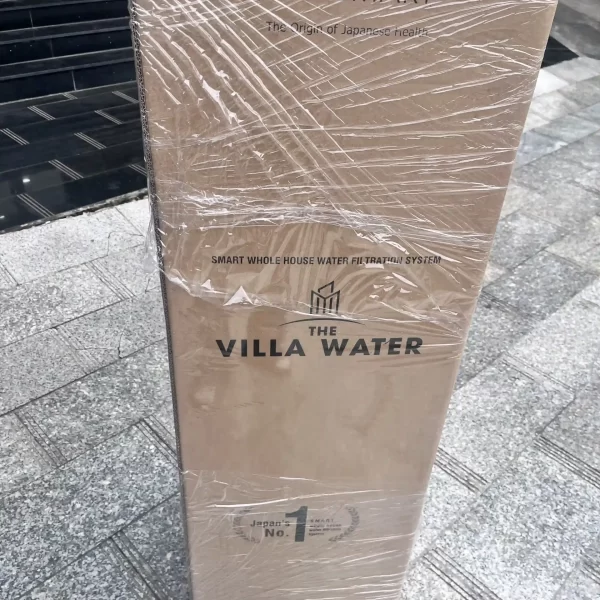 The Origin of Japanese Health
SMART WHOLE HOUSE WATER FILTRATION SYSTEM
THE
VILLA WATER
Japan's
No. 1